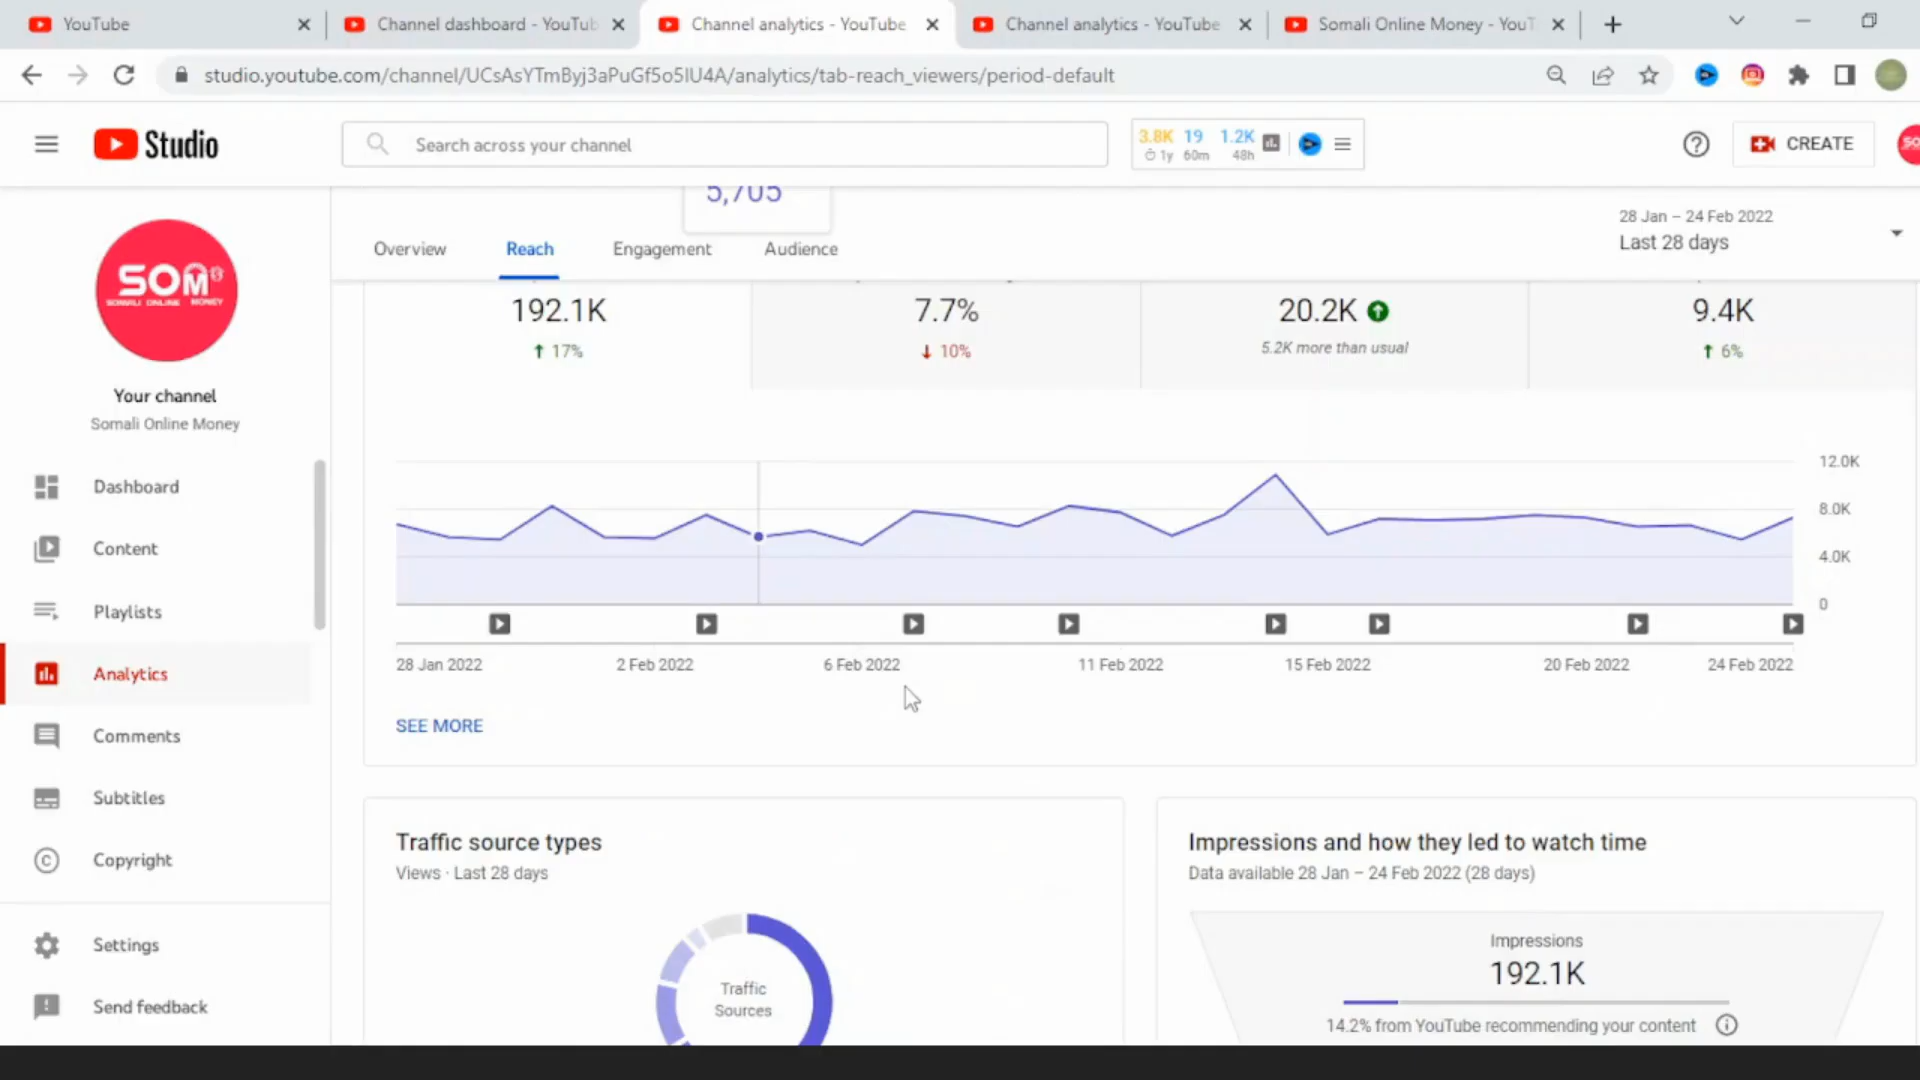 YouTube
Channel dashboard - YouTub
Channel analytics - YouTube
Channel analytics - YouTube
Somali Online Money - YouT
studio.youtube.com/channel/UCsAsYTmByj3aPuGf5o5lU4A/analytics/tab-reach_viewers/period-default
Studio
Search across your channel
3.8K 19 1.2K
1y 60m 48h
CREATE
SO
5,705
28 Jan – 24 Feb 2022
Last 28 days
Overview
Reach
Engagement
Audience
SOM
SOMALI ONLINE MONEY
Your channel
Somali Online Money
Dashboard
Content
Playlists
Analytics
Comments
Subtitles
Copyright
Settings
Send feedback
192.1K
17%
7.7%
10%
20.2K
5.2K more than usual
9.4K
6%
12.0K
8.0K
4.0K
0
28 Jan 2022
2 Feb 2022
6 Feb 2022
11 Feb 2022
15 Feb 2022
20 Feb 2022
24 Feb 2022
SEE MORE
Traffic source types
Views · Last 28 days
Traffic
Sources
Impressions and how they led to watch time
Data available 28 Jan – 24 Feb 2022 (28 days)
Impressions
192.1K
14.2% from YouTube recommending your content